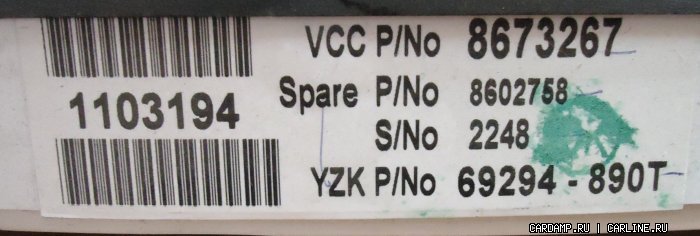 VCC P/No 8673267
1103194
Spare P/No 8602758
S/No 2248
YZK P/No 69294 - 890T
CARDAMP.RU | CARLINE.RU